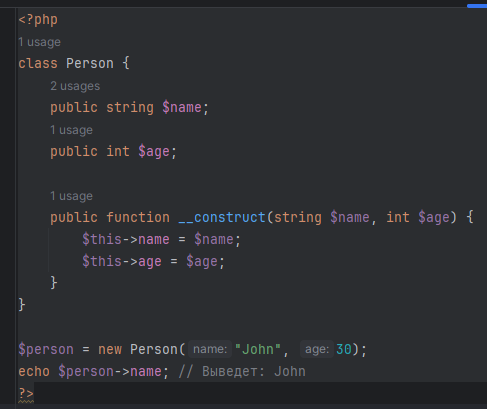 <?php
1 usage
class Person {
2 usages
public string $name;
1 usage
public int $age;
1 usage
public function __construct(string $name, int $age) {
$this->name = $name;
$this->age = $age;
}
}
$person = new Person( name: "John", age: 30);
echo $person->name; // Выведет: John
?>